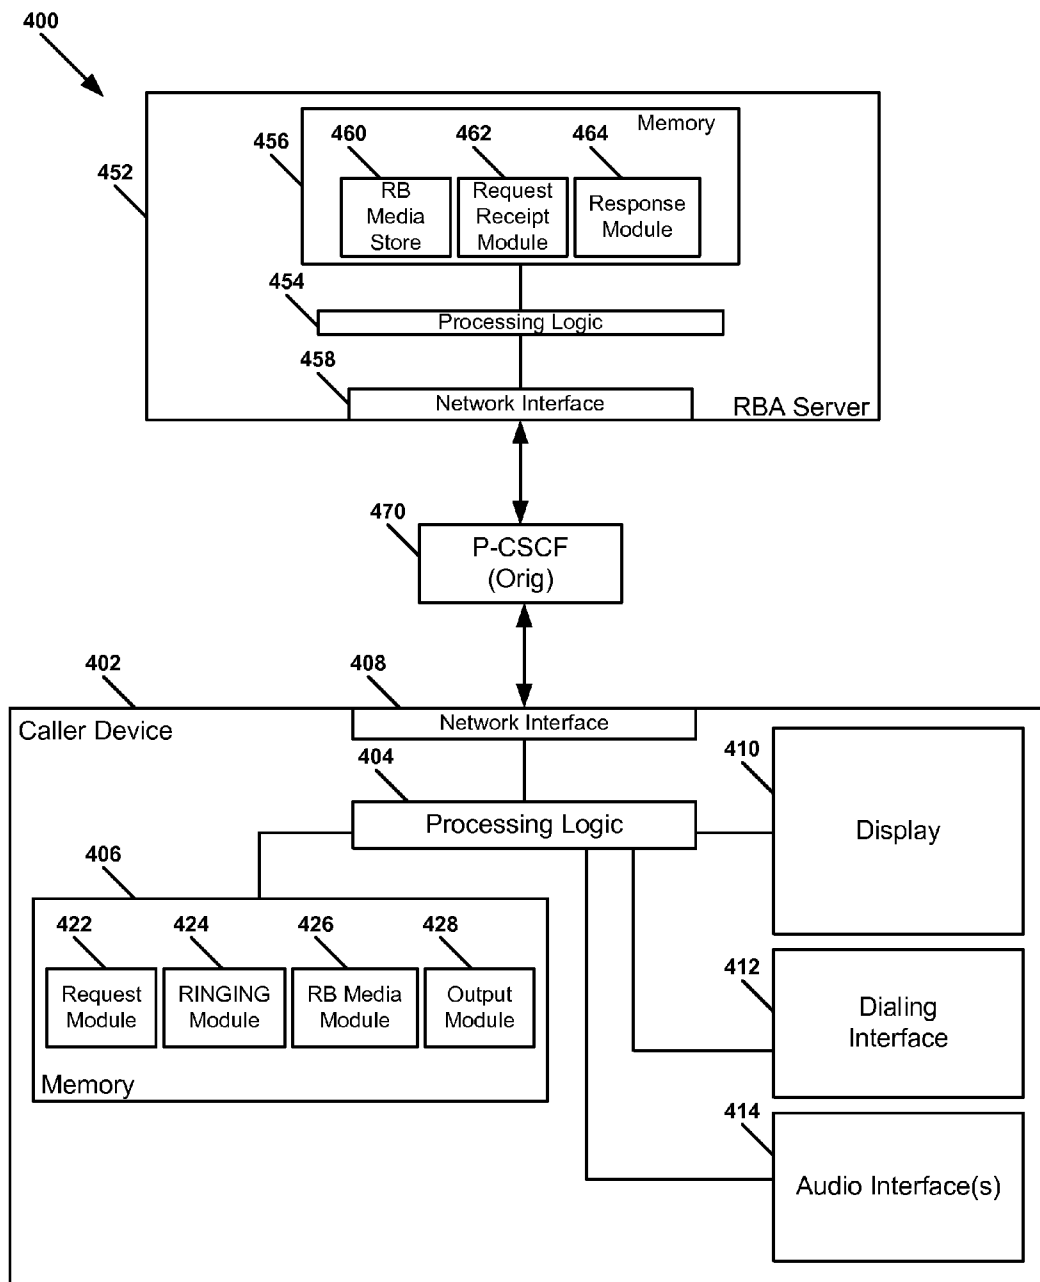 400
Memory
460
462
464
456
452
RB
Media
Store
Request
Receipt
Module
Response
Module
454
Processing Logic
458
Network Interface
RBA Server
470
P-CSCF
(Orig)
402
408
Network Interface
Caller Device
404
410
Processing Logic
Display
406
422
424
426
428
Request
Module
RINGING
Module
RB Media
Module
Output
Module
Memory
412
Dialing
Interface
414
Audio Interface(s)